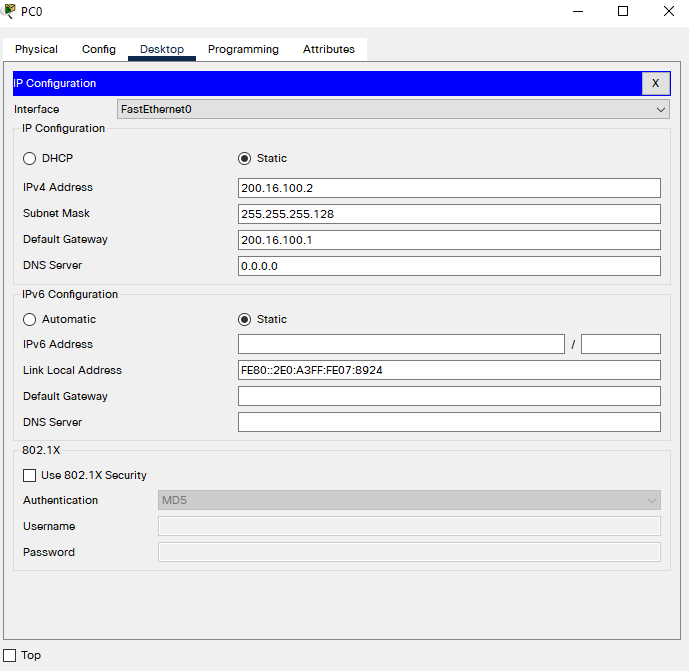 PC0
Physical Config Desktop Programming Attributes
IP Configuration X
Interface FastEthernet0
IP Configuration
DHCP Static
IPv4 Address 200.16.100.2
Subnet Mask 255.255.255.128
Default Gateway 200.16.100.1
DNS Server 0.0.0.0
IPv6 Configuration
Automatic Static
IPv6 Address /
Link Local Address FE80::2E0:A3FF:FE07:8924
Default Gateway
DNS Server
802.1X
Use 802.1X Security
Authentication MD5
Username
Password
Top